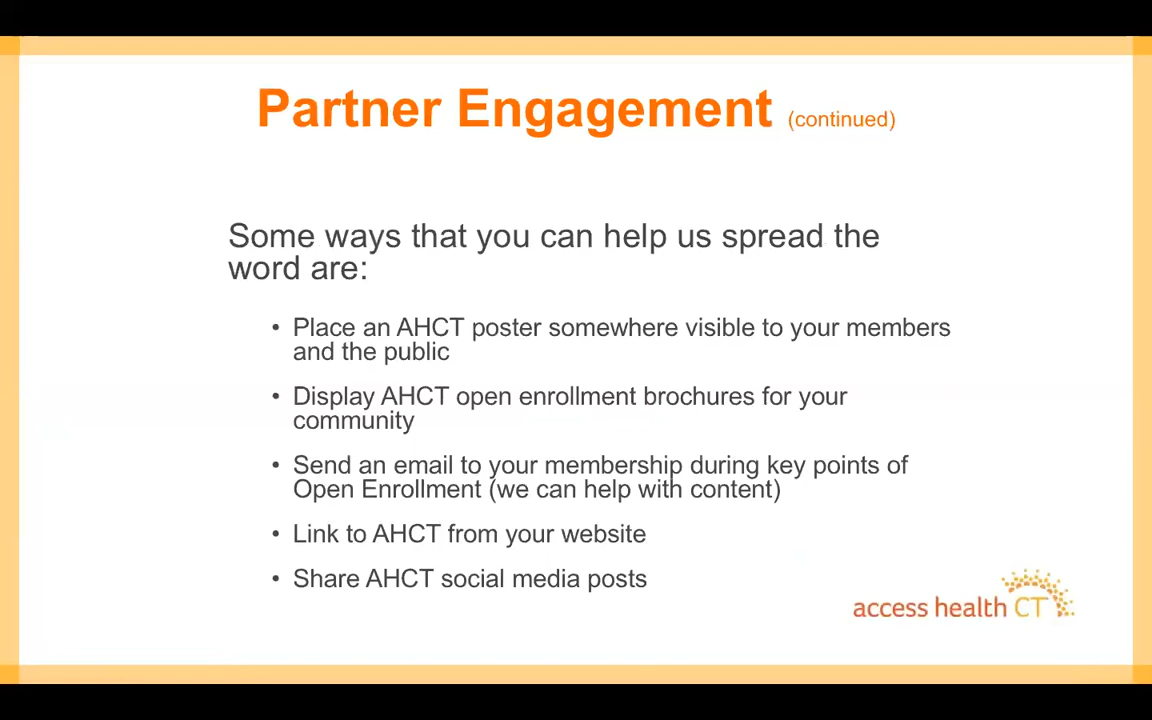 Partner Engagement (continued)
Some ways that you can help us spread the
word are:
• Place an AHCT poster somewhere visible to your members
and the public
• Display AHCT open enrollment brochures for your
community
• Send an email to your membership during key points of
Open Enrollment (we can help with content)
• Link to AHCT from your website
• Share AHCT social media posts
access health CT